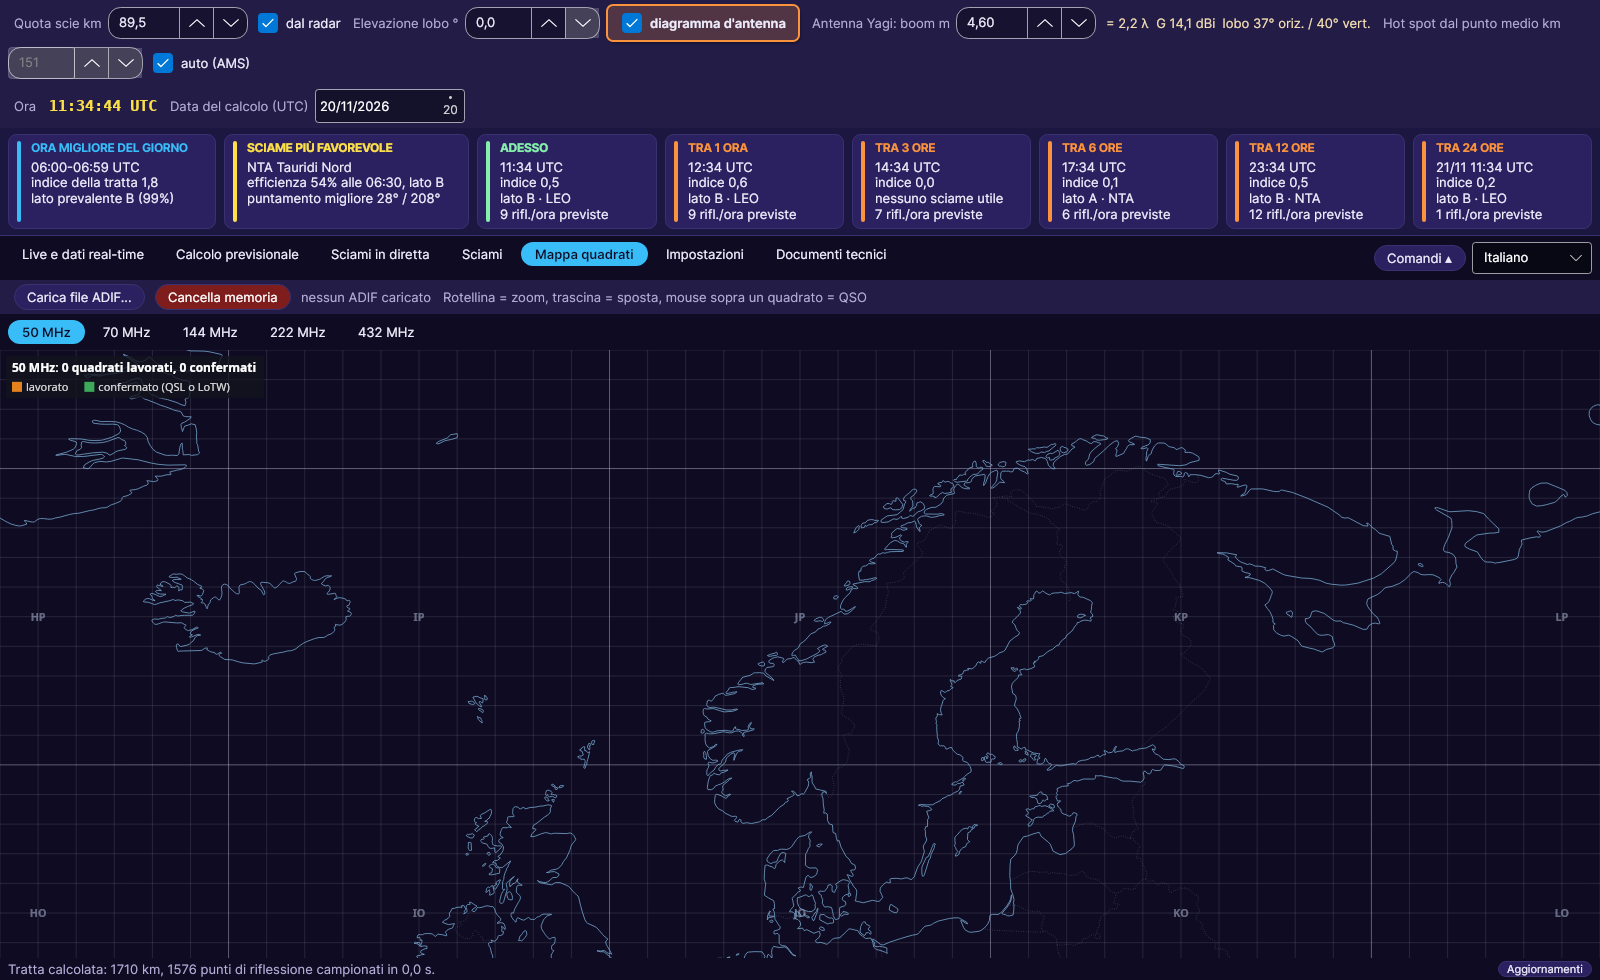 Quota scie km 89,5 dal radar Elevazione lobo ° 0,0 diagramma d'antenna Antenna Yagi: boom m 4,60 = 2,2 λ G 14,1 dBi lobo 37° oriz. / 40° vert. Hot spot dal punto medio km
151 auto (AMS)
Ora 11:34:44 UTC Data del calcolo (UTC) 20/11/2026 20
ORA MIGLIORE DEL GIORNO
06:00-06:59 UTC
indice della tratta 1,8
lato prevalente B (99%)
SCIAME PIÙ FAVOREVOLE
NTA Tauridi Nord
efficienza 54% alle 06:30, lato B
puntamento migliore 28° / 208°
ADESSO
11:34 UTC
indice 0,5
lato B · LEO
9 rifl./ora previste
TRA 1 ORA
12:34 UTC
indice 0,6
lato B · LEO
9 rifl./ora previste
TRA 3 ORE
14:34 UTC
indice 0,0
nessuno sciame utile
7 rifl./ora previste
TRA 6 ORE
17:34 UTC
indice 0,1
lato A · NTA
6 rifl./ora previste
TRA 12 ORE
23:34 UTC
indice 0,5
lato B · NTA
12 rifl./ora previste
TRA 24 ORE
21/11 11:34 UTC
indice 0,2
lato B · LEO
1 rifl./ora previste
Live e dati real-time Calcolo previsionale Sciami in diretta Sciami Mappa quadrati Impostazioni Documenti tecnici Comandi ▴ Italiano
Carica file ADIF... Cancella memoria nessun ADIF caricato Rotellina = zoom, trascina = sposta, mouse sopra un quadrato = QSO
50 MHz 70 MHz 144 MHz 222 MHz 432 MHz
50 MHz: 0 quadrati lavorati, 0 confermati
lavorato confermato (QSL o LoTW)
HP IP JP KP LP
HO IO JO KO LO
Tratta calcolata: 1710 km, 1576 punti di riflessione campionati in 0,0 s. Aggiornamenti